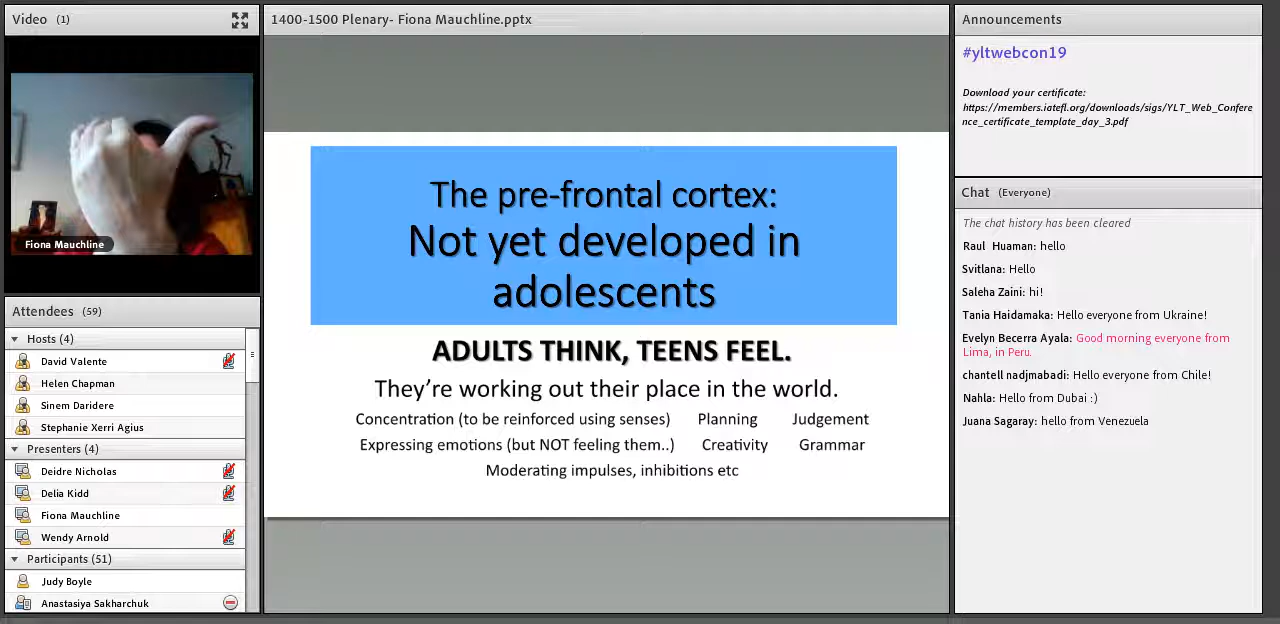 Video (1)
Fiona Mauchline
Attendees (59)
Hosts (4)
David Valente
Helen Chapman
Sinem Daridere
Stephanie Xerri Agius
Presenters (4)
Deidre Nicholas
Delia Kidd
Fiona Mauchline
Wendy Arnold
Participants (51)
Judy Boyle
Anastasiya Sakharchuk
1400-1500 Plenary- Fiona Mauchline.pptx
The pre-frontal cortex:
Not yet developed in
adolescents
ADULTS THINK, TEENS FEEL.
They’re working out their place in the world.
Concentration (to be reinforced using senses) Planning Judgement
Expressing emotions (but NOT feeling them..) Creativity Grammar
Moderating impulses, inhibitions etc
Announcements
#yltwebcon19
Download your certificate:
https://members.iatefl.org/downloads/sigs/YLT_Web_Confere
nce_certificate_template_day_3.pdf
Chat (Everyone)
The chat history has been cleared
Raul Huaman: hello
Svitlana: Hello
Saleha Zaini: hi!
Tania Haidamaka: Hello everyone from Ukraine!
Evelyn Becerra Ayala: Good morning everyone from
Lima, in Peru.
chantell nadjmabadi: Hello everyone from Chile!
Nahla: Hello from Dubai :)
Juana Sagaray: hello from Venezuela